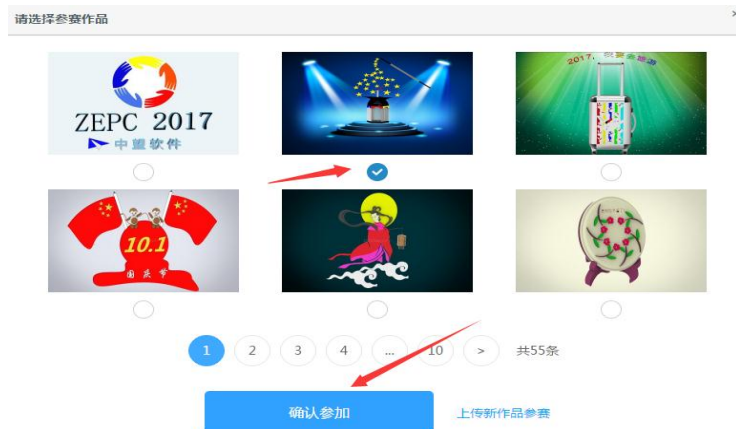 请选择参赛作品
×
ZEPC 2017
中望软件
2017,
10.1
国庆节
1 2 3 4 ... 10 > 共55条
确认参加 上传新作品参赛